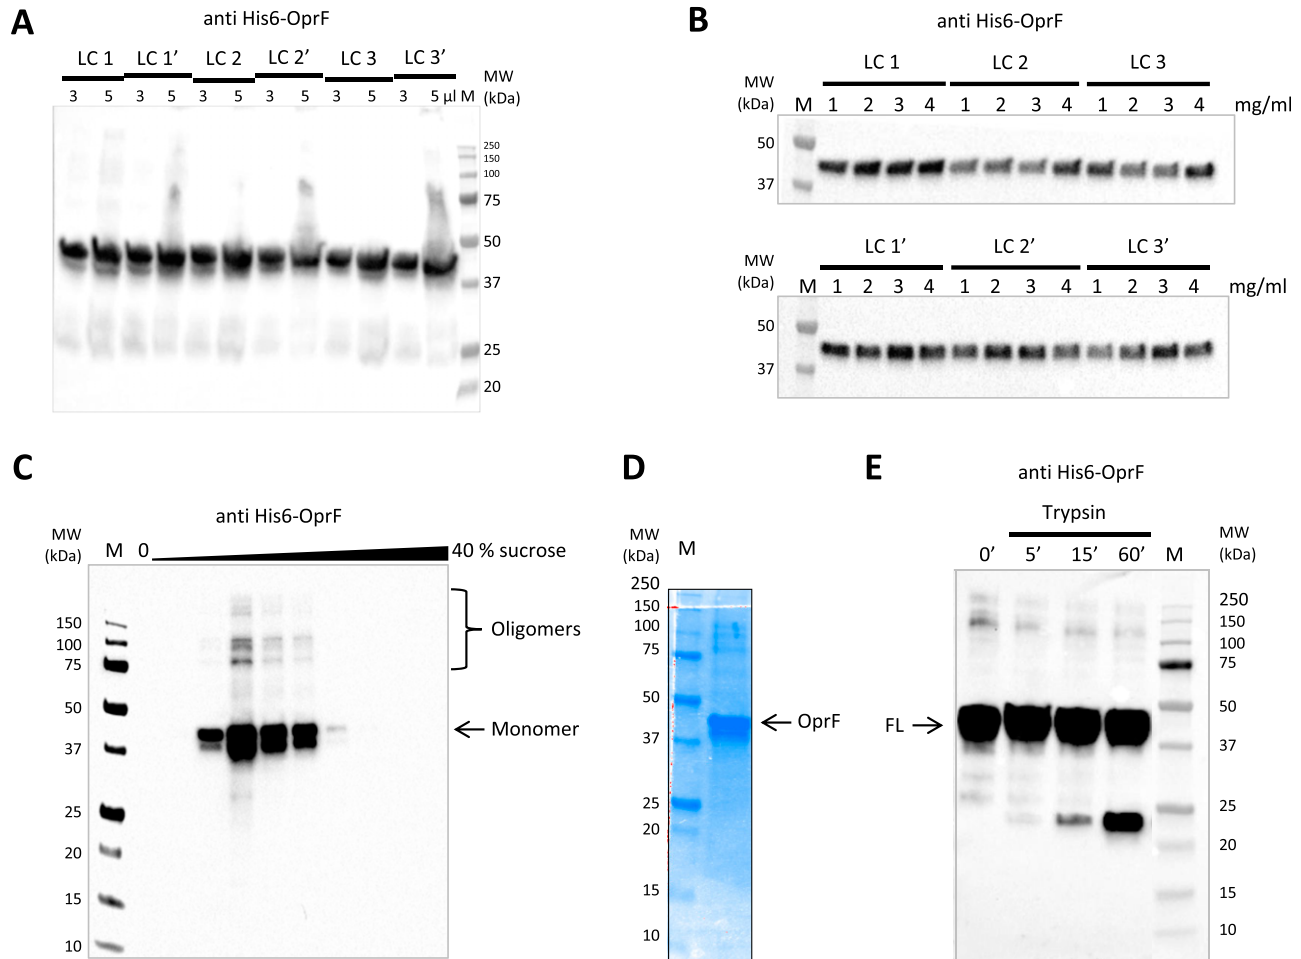 A
anti His6-OprF
LC 1 LC 1’ LC 2 LC 2’ LC 3 LC 3’
MW
(kDa)
3 5 3 5 3 5 3 5 3 5 3 5 µl M
250
150
100
75
50
37
25
20
B
anti His6-OprF
LC 1 LC 2 LC 3
MW
(kDa)
M 1 2 3 4 1 2 3 4 1 2 3 4 mg/ml
50
37
LC 1’ LC 2’ LC 3’
MW
(kDa)
M 1 2 3 4 1 2 3 4 1 2 3 4 mg/ml
50
37
C
anti His6-OprF
MW
(kDa)
M 0 40 % sucrose
150
100
75
50
37
25
20
15
10
Oligomers
Monomer
D
MW
(kDa)
M
250
150
100
75
50
37
25
20
15
10
OprF
E
anti His6-OprF
Trypsin
0’ 5’ 15’ 60’ M
MW
(kDa)
FL
250
150
100
75
50
37
25
20
15
10